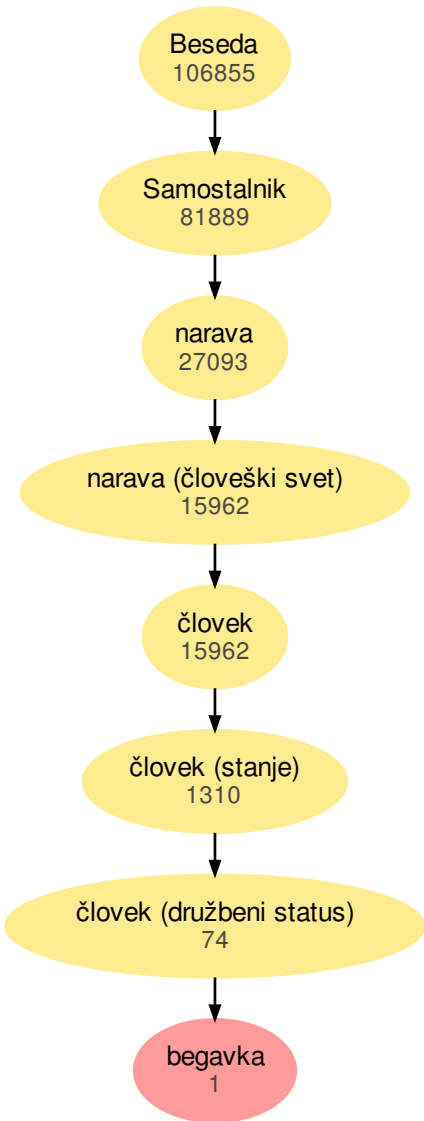 Beseda
106855
Samostalnik
81889
narava
27093
narava (človeški svet)
15962
človek
15962
človek (stanje)
1310
človek (družbeni status)
74
begavka
1